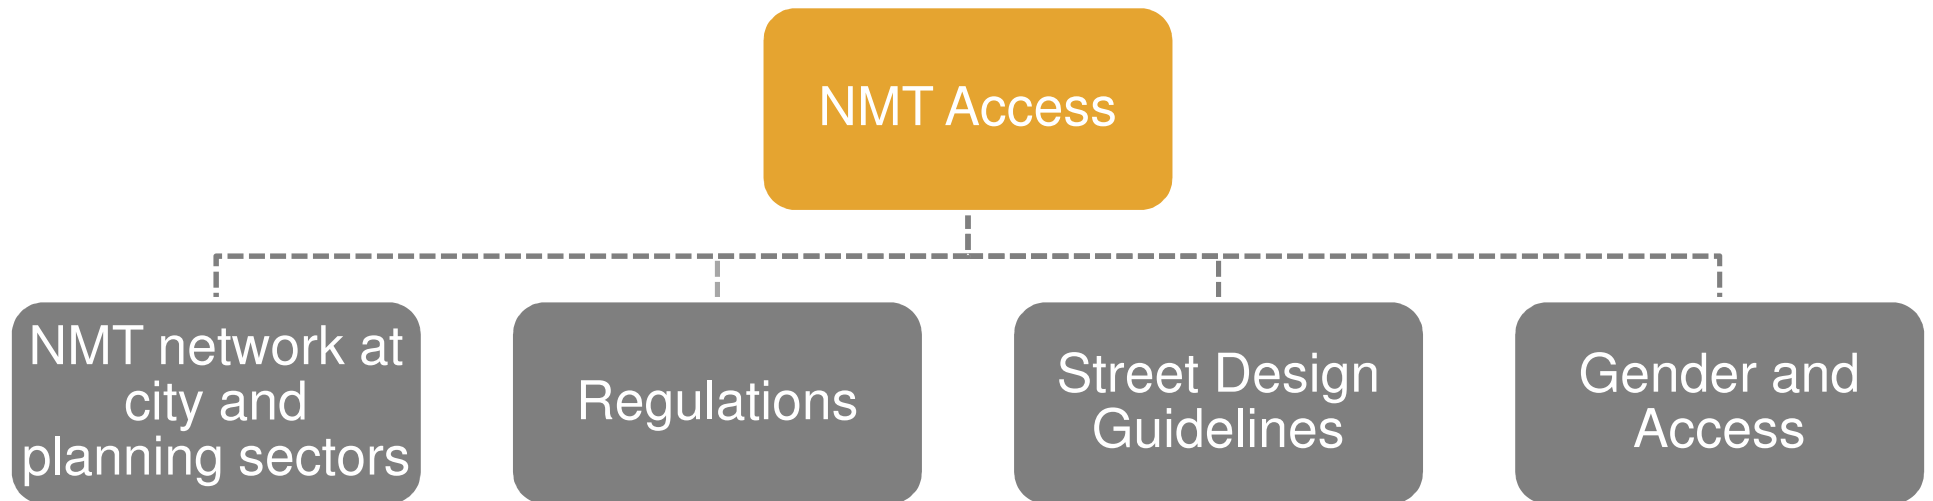 NMT Access
NMT network at
city and
planning sectors
Regulations
Street Design
Guidelines
Gender and
Access